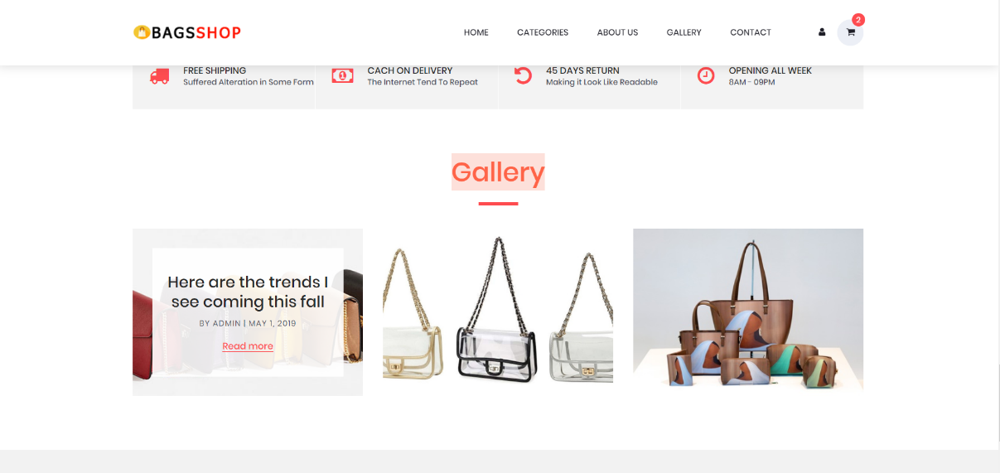 BAGSSHOP
HOME CATEGORIES ABOUT US GALLERY CONTACT
2
FREE SHIPPING
Suffered Alteration in Some Form
CACH ON DELIVERY
The Internet Tend To Repeat
45 DAYS RETURN
Making it Look Like Readable
OPENING ALL WEEK
8AM - 09PM
Gallery
Here are the trends I
see coming this fall
BY ADMIN | MAY 1, 2019
Read more